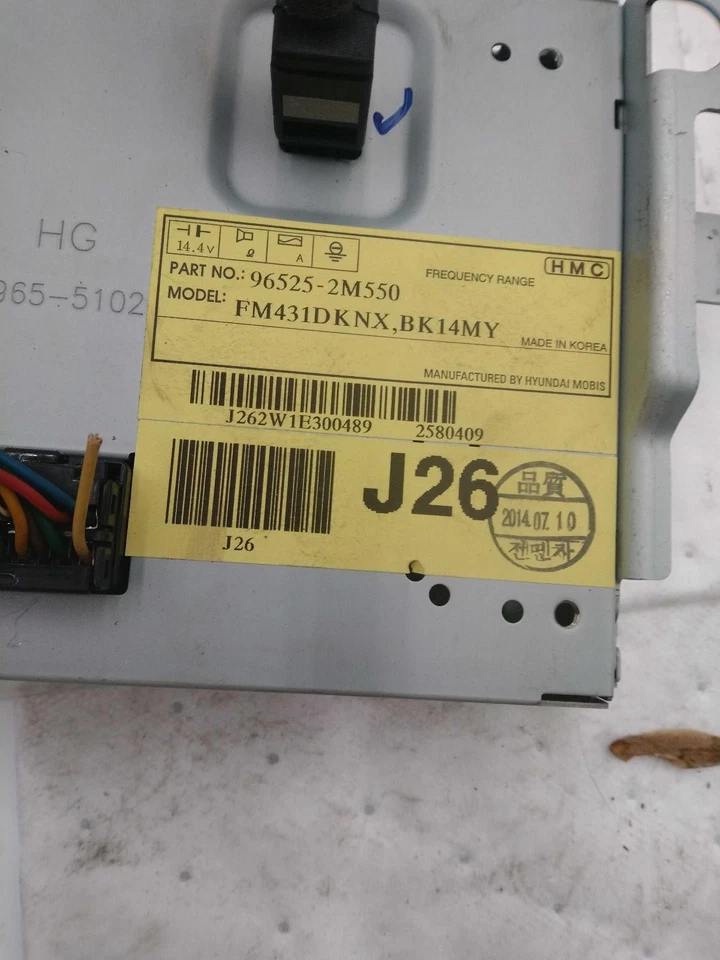 HG
965-5102
14.4V
Ω
A
HMC
PART NO.: 96525-2M550
FREQUENCY RANGE
MODEL: FM431DKNX,BK14MY
MADE IN KOREA
MANUFACTURED BY HYUNDAI MOBIS
J262W1E300489 2580409
J26
品質
2014.07.10
J26